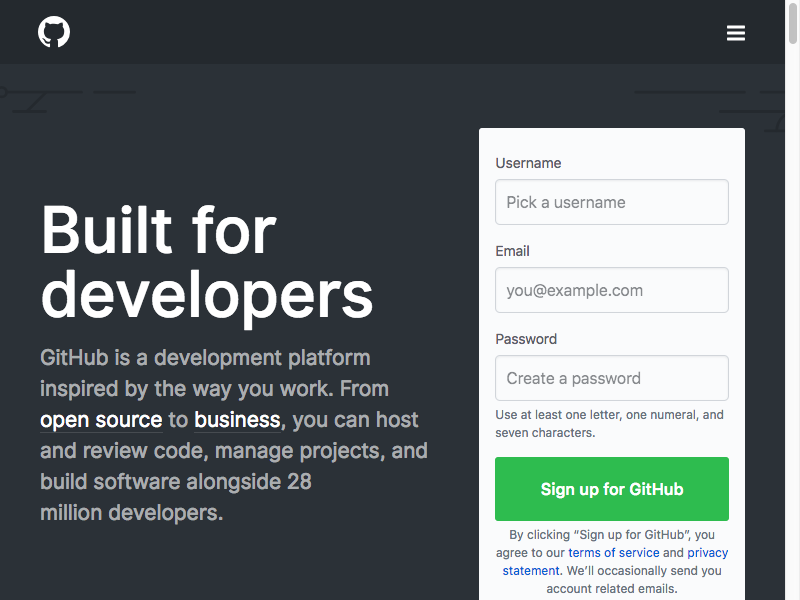 Built for
developers
GitHub is a development platform
inspired by the way you work. From
open source to business, you can host
and review code, manage projects, and
build software alongside 28
million developers.
Username
Pick a username
Email
you@example.com
Password
Create a password
Use at least one letter, one numeral, and
seven characters.
Sign up for GitHub
By clicking “Sign up for GitHub”, you
agree to our terms of service and privacy
statement. We’ll occasionally send you
account related emails.